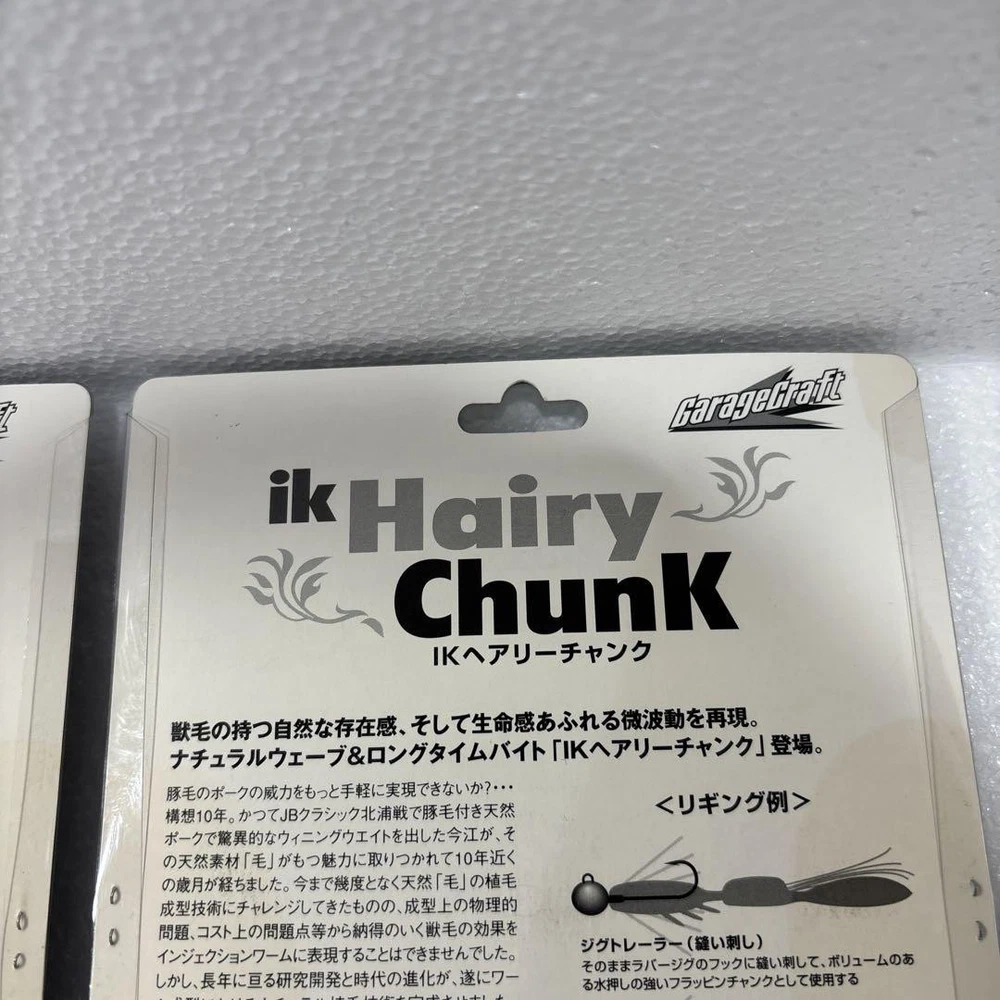 GarageCraft
ik Hairy
ChunK
IKヘアリーチャンク
獣毛の持つ自然な存在感、そして生命感あふれる微波動を再現。
ナチュラルウェーブ&ロングタイムバイト「IKヘアリーチャンク」登場。
豚毛のポークの威力をもっと手軽に実現できないか?・・・
構想10年。かつてJBクラシック北浦戦で豚毛付き天然
ポークで驚異的なウィニングウエイトを出した今江が、そ
の天然素材「毛」がもつ魅力に取りつかれて10年近く
の歳月が経ちました。今まで幾度となく天然「毛」の植毛
成型技術にチャレンジしてきたものの、成型上の物理的
問題、コスト上の問題点等から納得のいく獣毛の効果を
インジェクションワームに表現することはできませんでした。
しかし、長年に亘る研究開発と時代の進化が、遂にワー
<リギング例>
ジグトレーラー(縫い刺し)
そのままラバージグのフックに縫い刺して、ボリュームのあ
る水押しの強いフラッピンチャンクとして使用する